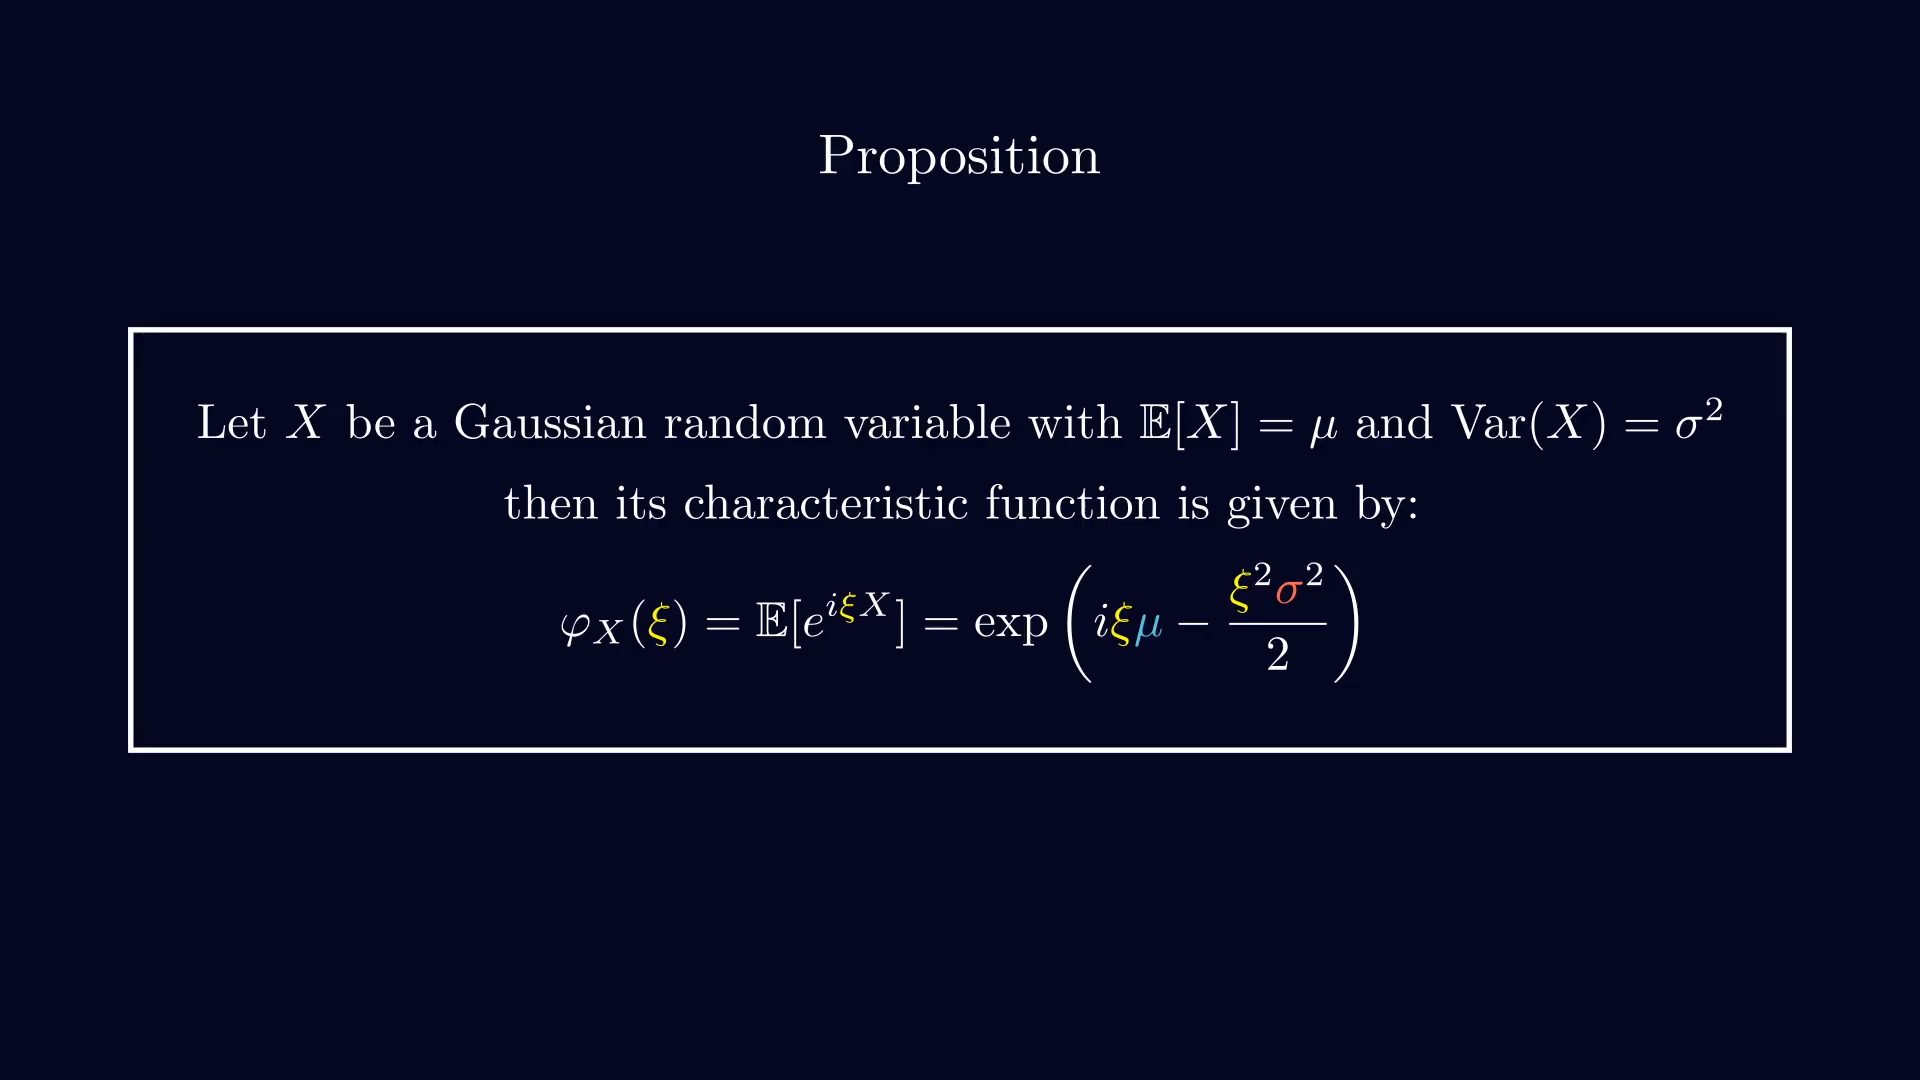 Proposition
Let X be a Gaussian random variable with 𝔼[X] = μ and Var(X) = σ²
then its characteristic function is given by:
φ_X(ξ) = 𝔼[e^{iξX}] = exp(iξμ − ξ²σ²/2)